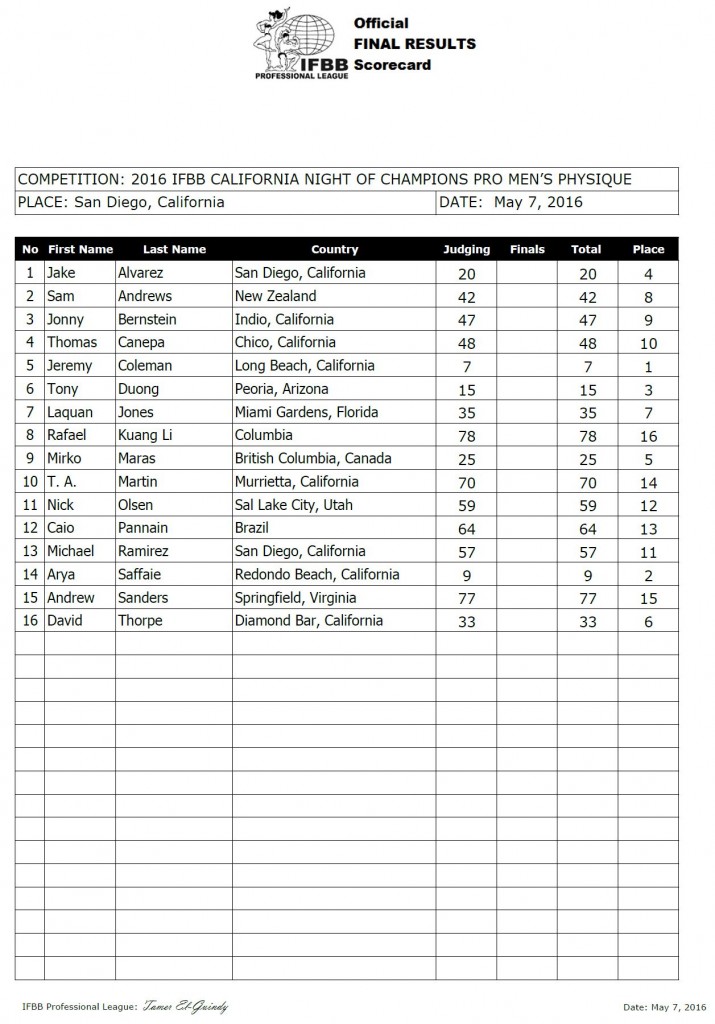 IFBB
PROFESSIONAL LEAGUE
Official
FINAL RESULTS
Scorecard
COMPETITION: 2016 IFBB CALIFORNIA NIGHT OF CHAMPIONS PRO MEN'S PHYSIQUE
PLACE: San Diego, California DATE: May 7, 2016
No First Name Last Name Country Judging Finals Total Place
1 Jake Alvarez San Diego, California 20 20 4
2 Sam Andrews New Zealand 42 42 8
3 Jonny Bernstein Indio, California 47 47 9
4 Thomas Canepa Chico, California 48 48 10
5 Jeremy Coleman Long Beach, California 7 7 1
6 Tony Duong Peoria, Arizona 15 15 3
7 Laquan Jones Miami Gardens, Florida 35 35 7
8 Rafael Kuang Li Columbia 78 78 16
9 Mirko Maras British Columbia, Canada 25 25 5
10 T. A. Martin Murrietta, California 70 70 14
11 Nick Olsen Sal Lake City, Utah 59 59 12
12 Caio Pannain Brazil 64 64 13
13 Michael Ramirez San Diego, California 57 57 11
14 Arya Saffaie Redondo Beach, California 9 9 2
15 Andrew Sanders Springfield, Virginia 77 77 15
16 David Thorpe Diamond Bar, California 33 33 6
IFBB Professional League: Tamer El-Guindy Date: May 7, 2016